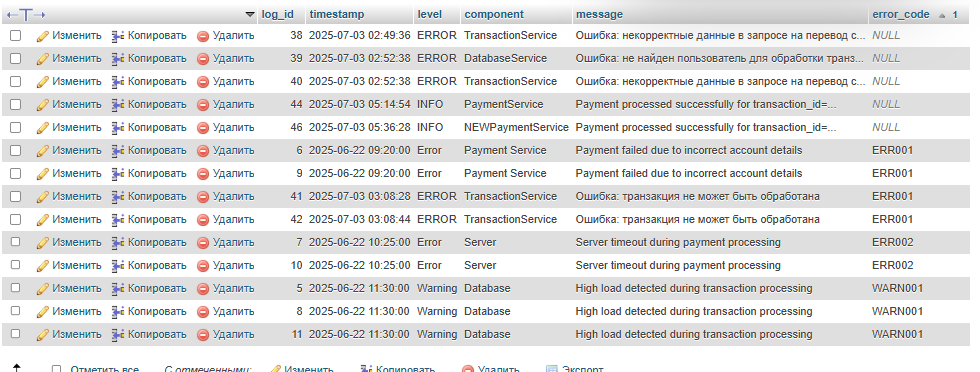 log_id timestamp level component message error_code 1
Изменить Копировать Удалить 38 2025-07-03 02:49:36 ERROR TransactionService Ошибка: некорректные данные в запросе на перевод с... NULL
Изменить Копировать Удалить 39 2025-07-03 02:52:38 ERROR DatabaseService Ошибка: не найден пользователь для обработки транз... NULL
Изменить Копировать Удалить 40 2025-07-03 02:52:38 ERROR TransactionService Ошибка: некорректные данные в запросе на перевод с... NULL
Изменить Копировать Удалить 44 2025-07-03 05:14:54 INFO PaymentService Payment processed successfully for transaction_id=... NULL
Изменить Копировать Удалить 46 2025-07-03 05:36:28 INFO NEWPaymentService Payment processed successfully for transaction_id=... NULL
Изменить Копировать Удалить 6 2025-06-22 09:20:00 Error Payment Service Payment failed due to incorrect account details ERR001
Изменить Копировать Удалить 9 2025-06-22 09:20:00 Error Payment Service Payment failed due to incorrect account details ERR001
Изменить Копировать Удалить 41 2025-07-03 03:08:28 ERROR TransactionService Ошибка: транзакция не может быть обработана ERR001
Изменить Копировать Удалить 42 2025-07-03 03:08:44 ERROR TransactionService Ошибка: транзакция не может быть обработана ERR001
Изменить Копировать Удалить 7 2025-06-22 10:25:00 Error Server Server timeout during payment processing ERR002
Изменить Копировать Удалить 10 2025-06-22 10:25:00 Error Server Server timeout during payment processing ERR002
Изменить Копировать Удалить 5 2025-06-22 11:30:00 Warning Database High load detected during transaction processing WARN001
Изменить Копировать Удалить 8 2025-06-22 11:30:00 Warning Database High load detected during transaction processing WARN001
Изменить Копировать Удалить 11 2025-06-22 11:30:00 Warning Database High load detected during transaction processing WARN001
Отметить все С отмеченными: Изменить Копировать Удалить Экспорт